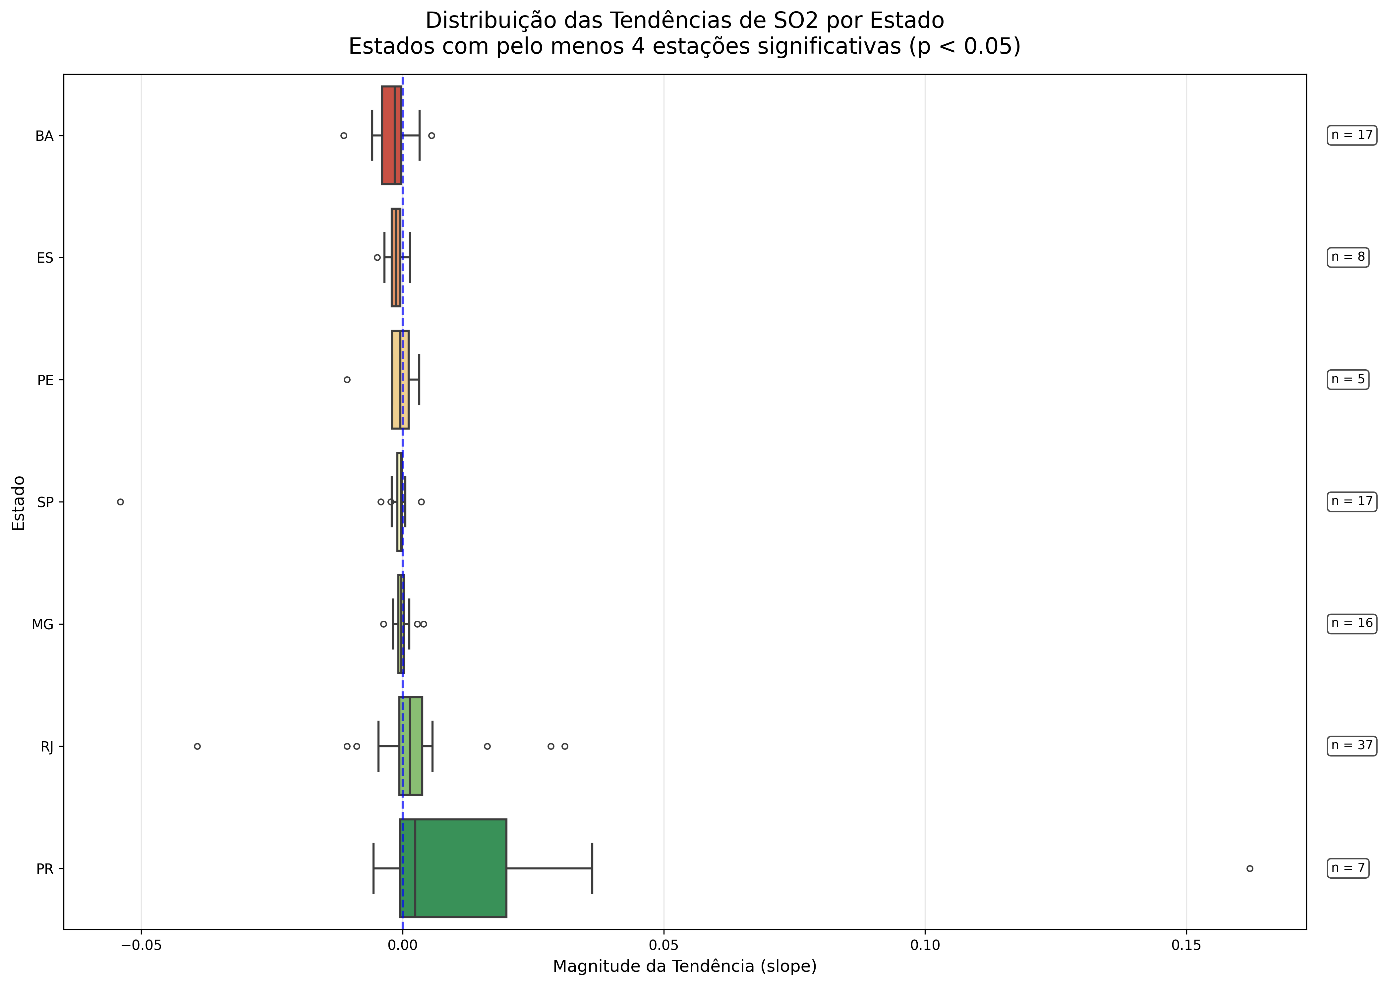 Distribuição das Tendências de SO2 por Estado
Estados com pelo menos 4 estações significativas (p < 0.05)
BA
n = 17
ES
n = 8
PE
n = 5
Estado
SP
n = 17
MG
n = 16
RJ
n = 37
PR
n = 7
−0.05
0.00
0.05
0.10
0.15
Magnitude da Tendência (slope)